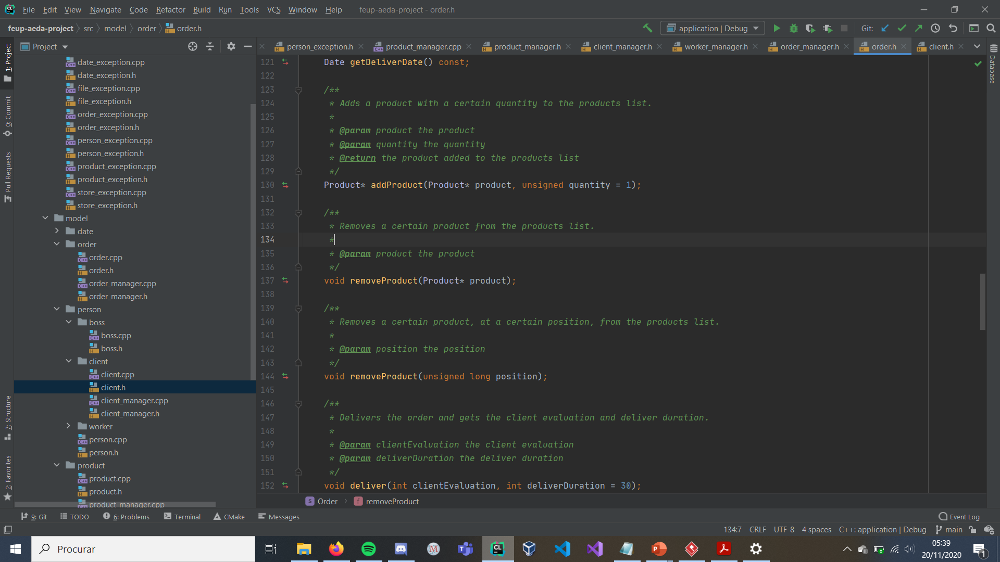 File Edit View Navigate Code Refactor Build Run Tools VCS Window Help feup-aeda-project - order.h
feup-aeda-project src model order order.h application | Debug Git:
Project person_exception.h product_manager.cpp product_manager.h client_manager.h worker_manager.h order_manager.h order.h client.h
1: Project
0: Commit
Pull Requests
7: Structure
2: Favorites
Database
date_exception.cpp
date_exception.h
file_exception.cpp
file_exception.h
order_exception.cpp
order_exception.h
person_exception.cpp
person_exception.h
product_exception.cpp
product_exception.h
store_exception.cpp
store_exception.h
model
date
order
order.cpp
order.h
order_manager.cpp
order_manager.h
person
boss
boss.cpp
boss.h
client
client.cpp
client.h
client_manager.cpp
client_manager.h
worker
person.cpp
person.h
product
product.cpp
product.h
product_manager.cpp
121 Date getDeliverDate() const;
122
123 /**
124 * Adds a product with a certain quantity to the products list.
125 *
126 * @param product the product
127 * @param quantity the quantity
128 * @return the product added to the products list
129 */
130 Product* addProduct(Product* product, unsigned quantity = 1);
131
132 /**
133 * Removes a certain product from the products list.
134 *
135 * @param product the product
136 */
137 void removeProduct(Product* product);
138
139 /**
140 * Removes a certain product, at a certain position, from the products list.
141 *
142 * @param position the position
143 */
144 void removeProduct(unsigned long position);
145
146 /**
147 * Delivers the order and gets the client evaluation and deliver duration.
148 *
149 * @param clientEvaluation the client evaluation
150 * @param deliverDuration the deliver duration
151 */
152 void deliver(int clientEvaluation, int deliverDuration = 30);
S Order f removeProduct
9: Git TODO 6: Problems Terminal CMake Messages Event Log
134:7 CRLF UTF-8 4 spaces C++: application | Debug main
Procurar
05:39
20/11/2020
1